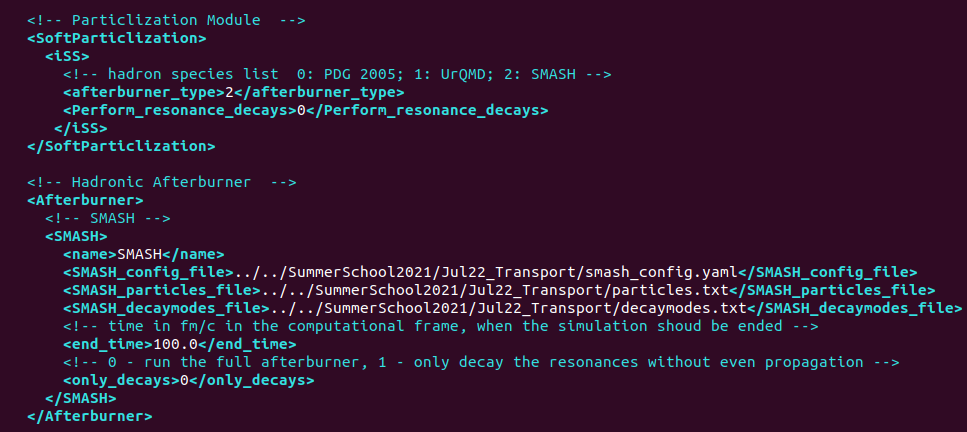 <!-- Particlization Module  -->
<SoftParticlization>
  <iSS>
    <!-- hadron species list  0: PDG 2005; 1: UrQMD; 2: SMASH -->
    <afterburner_type>2</afterburner_type>
    <Perform_resonance_decays>0</Perform_resonance_decays>
   </iSS>
</SoftParticlization>

<!-- Hadronic Afterburner  -->
<Afterburner>
  <!-- SMASH -->
  <SMASH>
    <name>SMASH</name>
    <SMASH_config_file>../../SummerSchool2021/Jul22_Transport/smash_config.yaml</SMASH_config_file>
    <SMASH_particles_file>../../SummerSchool2021/Jul22_Transport/particles.txt</SMASH_particles_file>
    <SMASH_decaymodes_file>../../SummerSchool2021/Jul22_Transport/decaymodes.txt</SMASH_decaymodes_file>
    <!-- time in fm/c in the computational frame, when the simulation shoud be ended -->
    <end_time>100.0</end_time>
    <!-- 0 - run the full afterburner, 1 - only decay the resonances without even propagation -->
    <only_decays>0</only_decays>
  </SMASH>
</Afterburner>